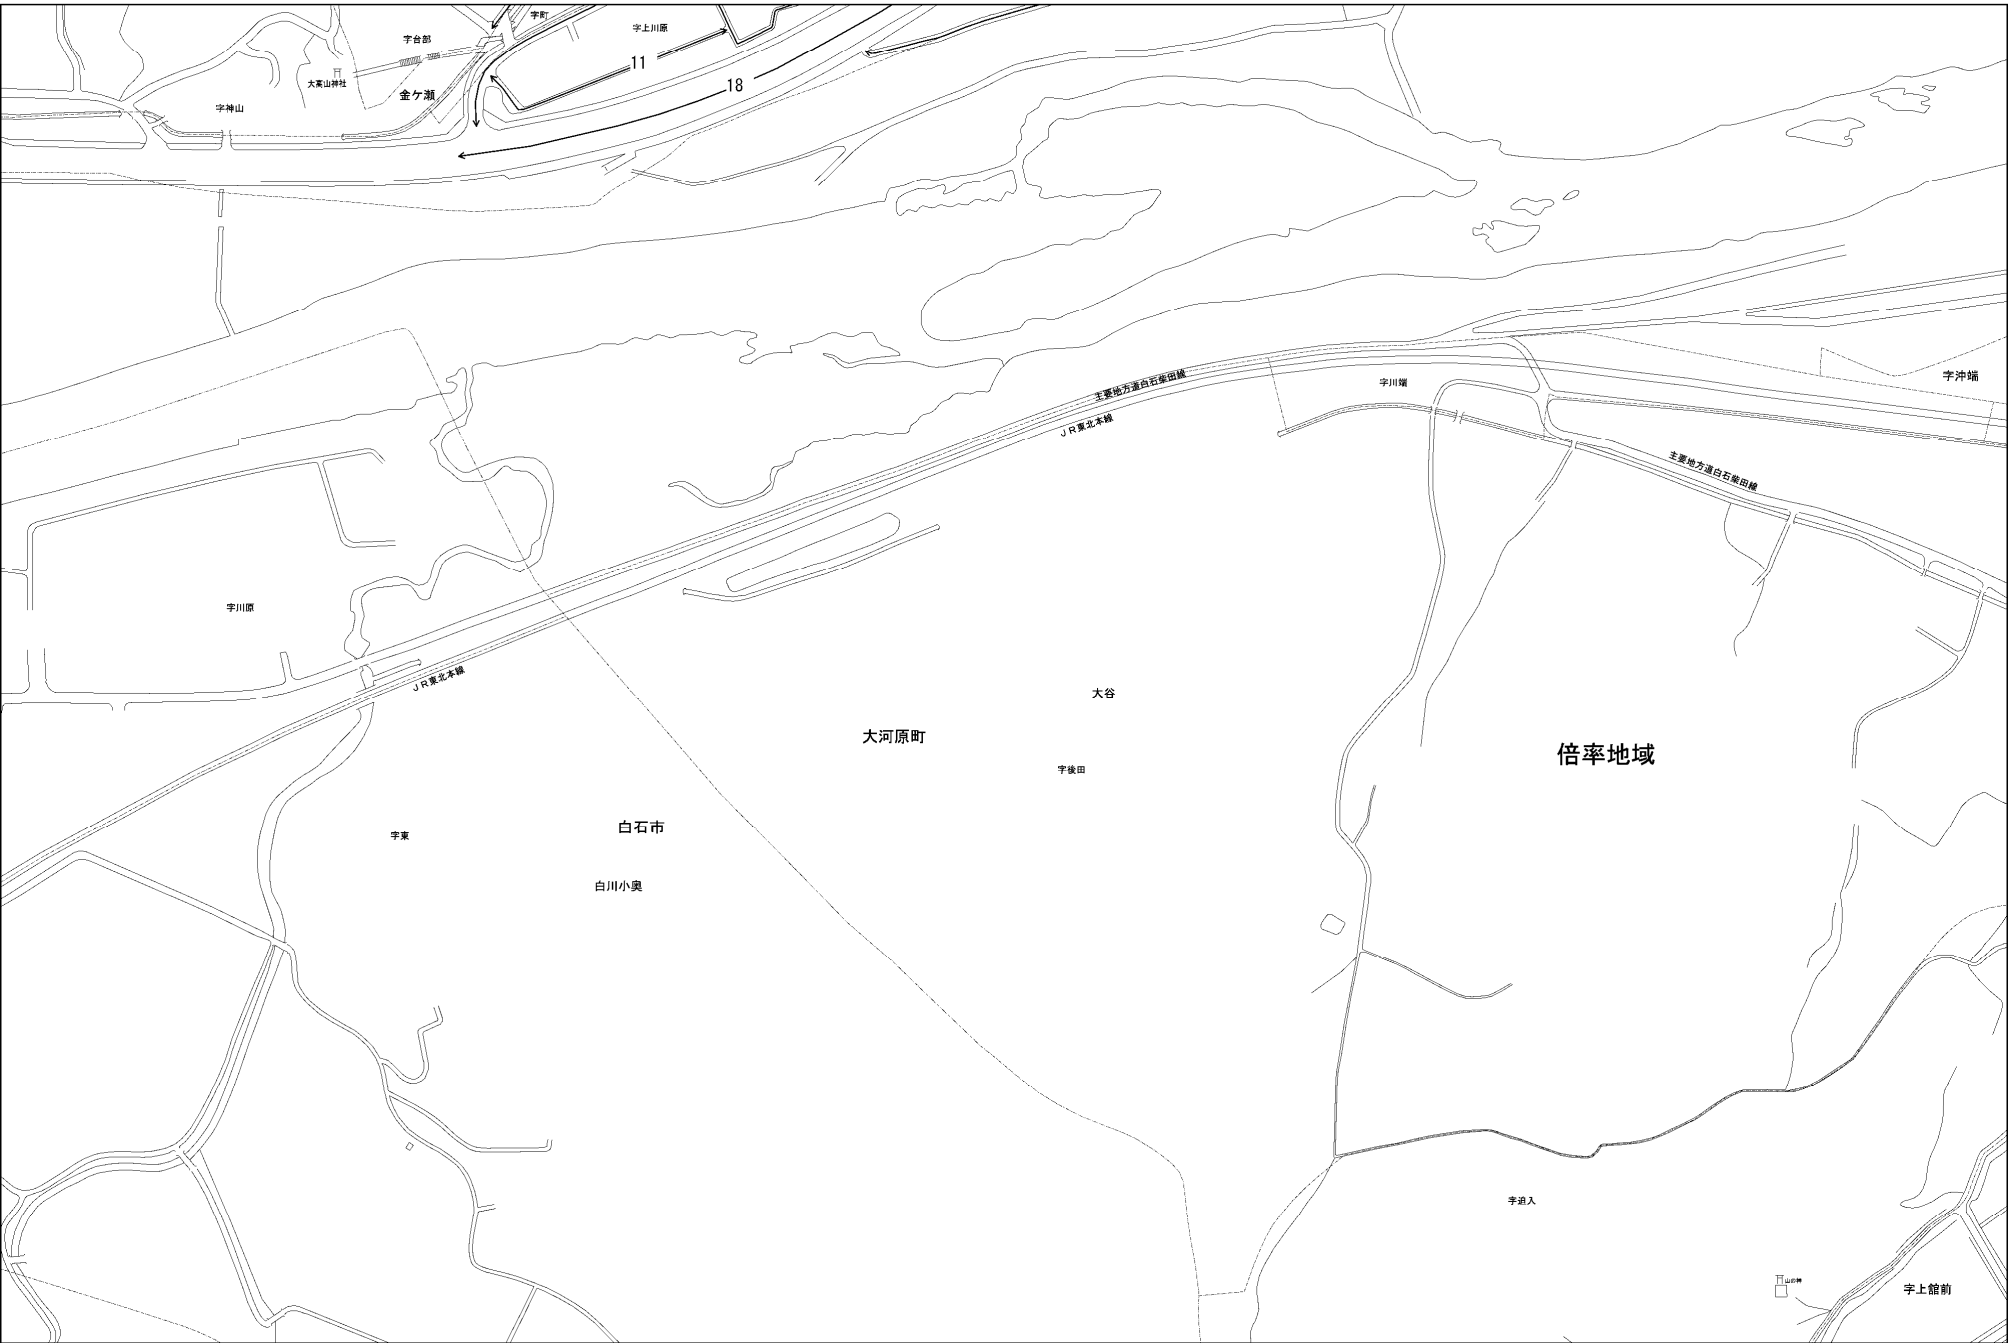 字町
字上川原
字台部
11
大高山神社
18
金ケ瀬
字神山
字沖端
主要地方道白石柴田線
字川端
JR東北本線
主要地方道白石柴田線
字川原
JR東北本線
大谷
大河原町
倍率地域
字後田
白石市
字東
白川小奥
字迫入
山の神
字上舘前